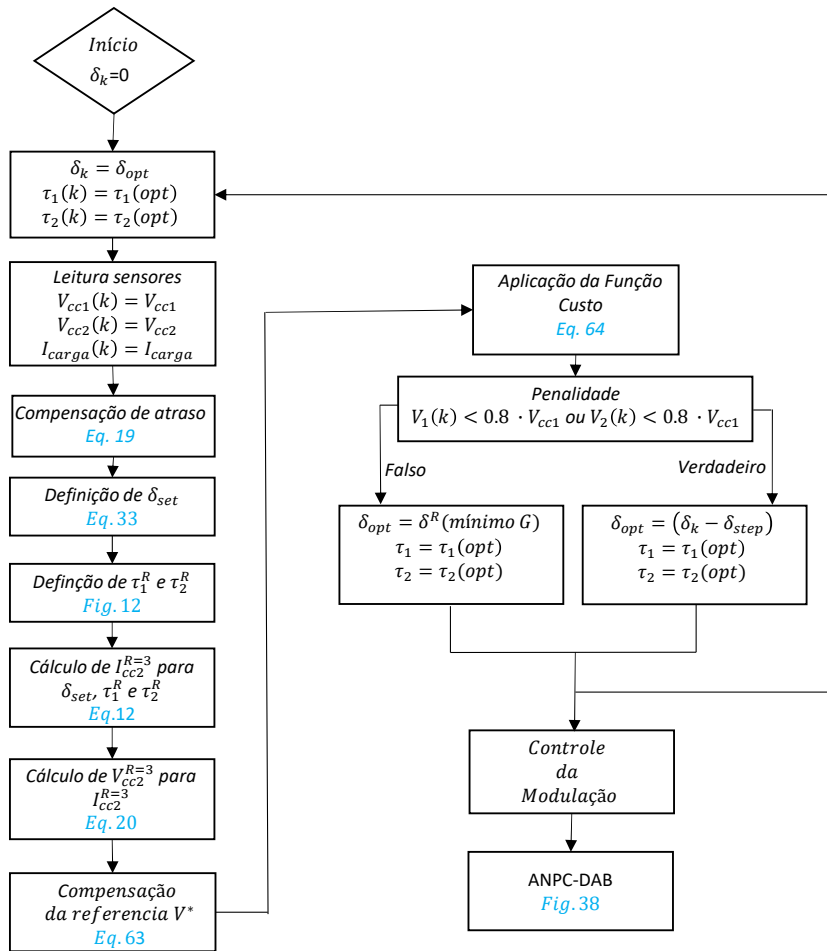 Início
δ_k=0
δ_k = δ_opt
τ_1(k) = τ_1(opt)
τ_2(k) = τ_2(opt)
Leitura sensores
V_cc1(k) = V_cc1
V_cc2(k) = V_cc2
I_carga(k) = I_carga
Compensação de atraso
Eq. 19
Definição de δ_set
Eq. 33
Definção de τ_1^R e τ_2^R
Fig. 12
Cálculo de I_cc2^{R=3} para
δ_set, τ_1^R e τ_2^R
Eq.12
Cálculo de V_cc2^{R=3} para
I_cc2^{R=3}
Eq. 20
Compensação
da referencia V*
Eq. 63
Aplicação da Função
Custo
Eq. 64
Penalidade
V_1(k) < 0.8 · V_cc1 ou V_2(k) < 0.8 · V_cc1
Falso
Verdadeiro
δ_opt = δ^R(mínimo G)
τ_1 = τ_1(opt)
τ_2 = τ_2(opt)
δ_opt = (δ_k − δ_step)
τ_1 = τ_1(opt)
τ_2 = τ_2(opt)
Controle
da
Modulação
ANPC-DAB
Fig. 38